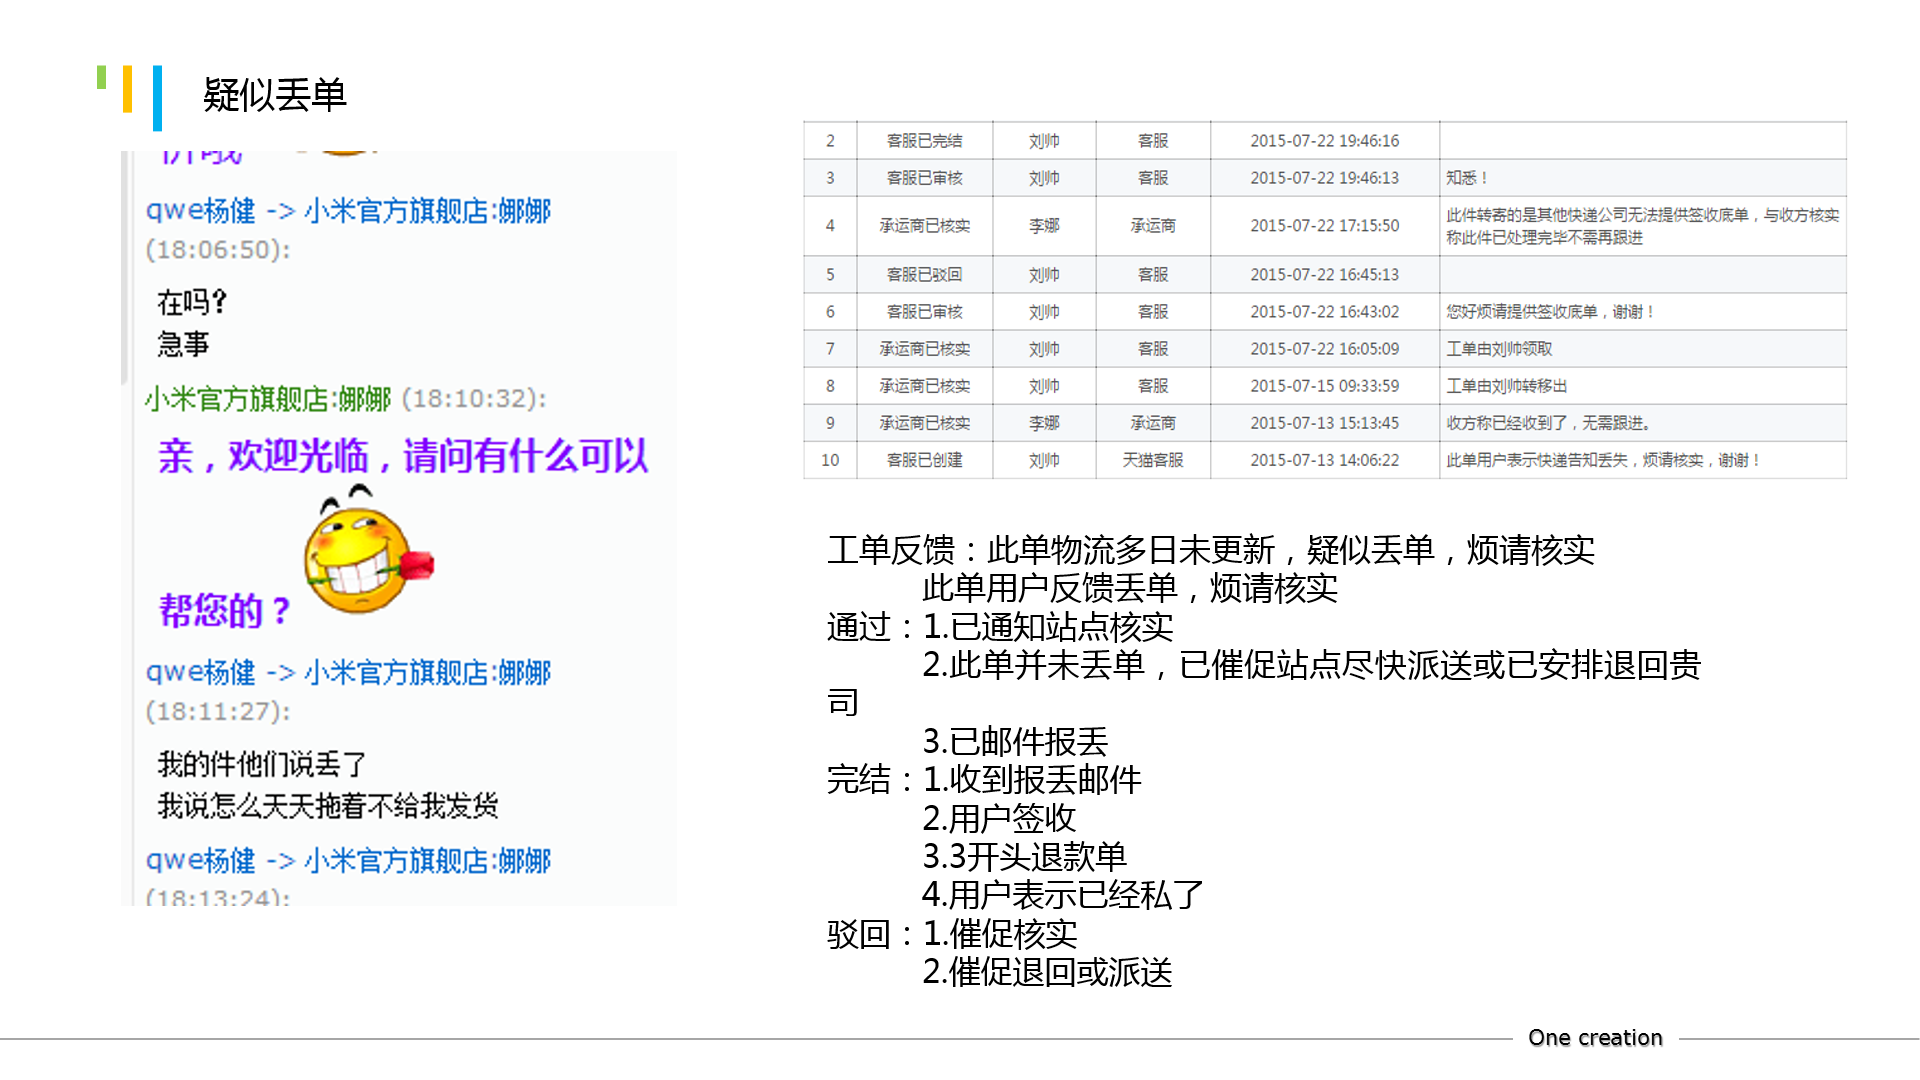 疑似丢单
qwe杨健 -> 小米官方旗舰店:娜娜
(18:06:50):
在吗?
急事
小米官方旗舰店:娜娜 (18:10:32):
亲，欢迎光临，请问有什么可以
帮您的？
qwe杨健 -> 小米官方旗舰店:娜娜
(18:11:27):
我的件他们说丢了
我说怎么天天拖着不给我发货
qwe杨健 -> 小米官方旗舰店:娜娜
(18:13:24):
2 客服已完结 刘帅 客服 2015-07-22 19:46:16
3 客服已审核 刘帅 客服 2015-07-22 19:46:13 知悉！
4 承运商已核实 李娜 承运商 2015-07-22 17:15:50 此件转寄的是其他快递公司无法提供签收底单，与收方核实
称此件已处理完毕不需再跟进
5 客服已驳回 刘帅 客服 2015-07-22 16:45:13
6 客服已审核 刘帅 客服 2015-07-22 16:43:02 您好烦请提供签收底单，谢谢！
7 承运商已核实 刘帅 客服 2015-07-22 16:05:09 工单由刘帅领取
8 承运商已核实 刘帅 客服 2015-07-15 09:33:59 工单由刘帅转移出
9 承运商已核实 李娜 承运商 2015-07-13 15:13:45 收方称已经收到了，无需跟进。
10 客服已创建 刘帅 天猫客服 2015-07-13 14:06:22 此单用户表示快递告知丢失，烦请核实，谢谢！
工单反馈：此单物流多日未更新，疑似丢单，烦请核实
此单用户反馈丢单，烦请核实
通过：1.已通知站点核实
2.此单并未丢单，已催促站点尽快派送或已安排退回贵
司
3.已邮件报丢
完结：1.收到报丢邮件
2.用户签收
3.3开头退款单
4.用户表示已经私了
驳回：1.催促核实
2.催促退回或派送
One creation